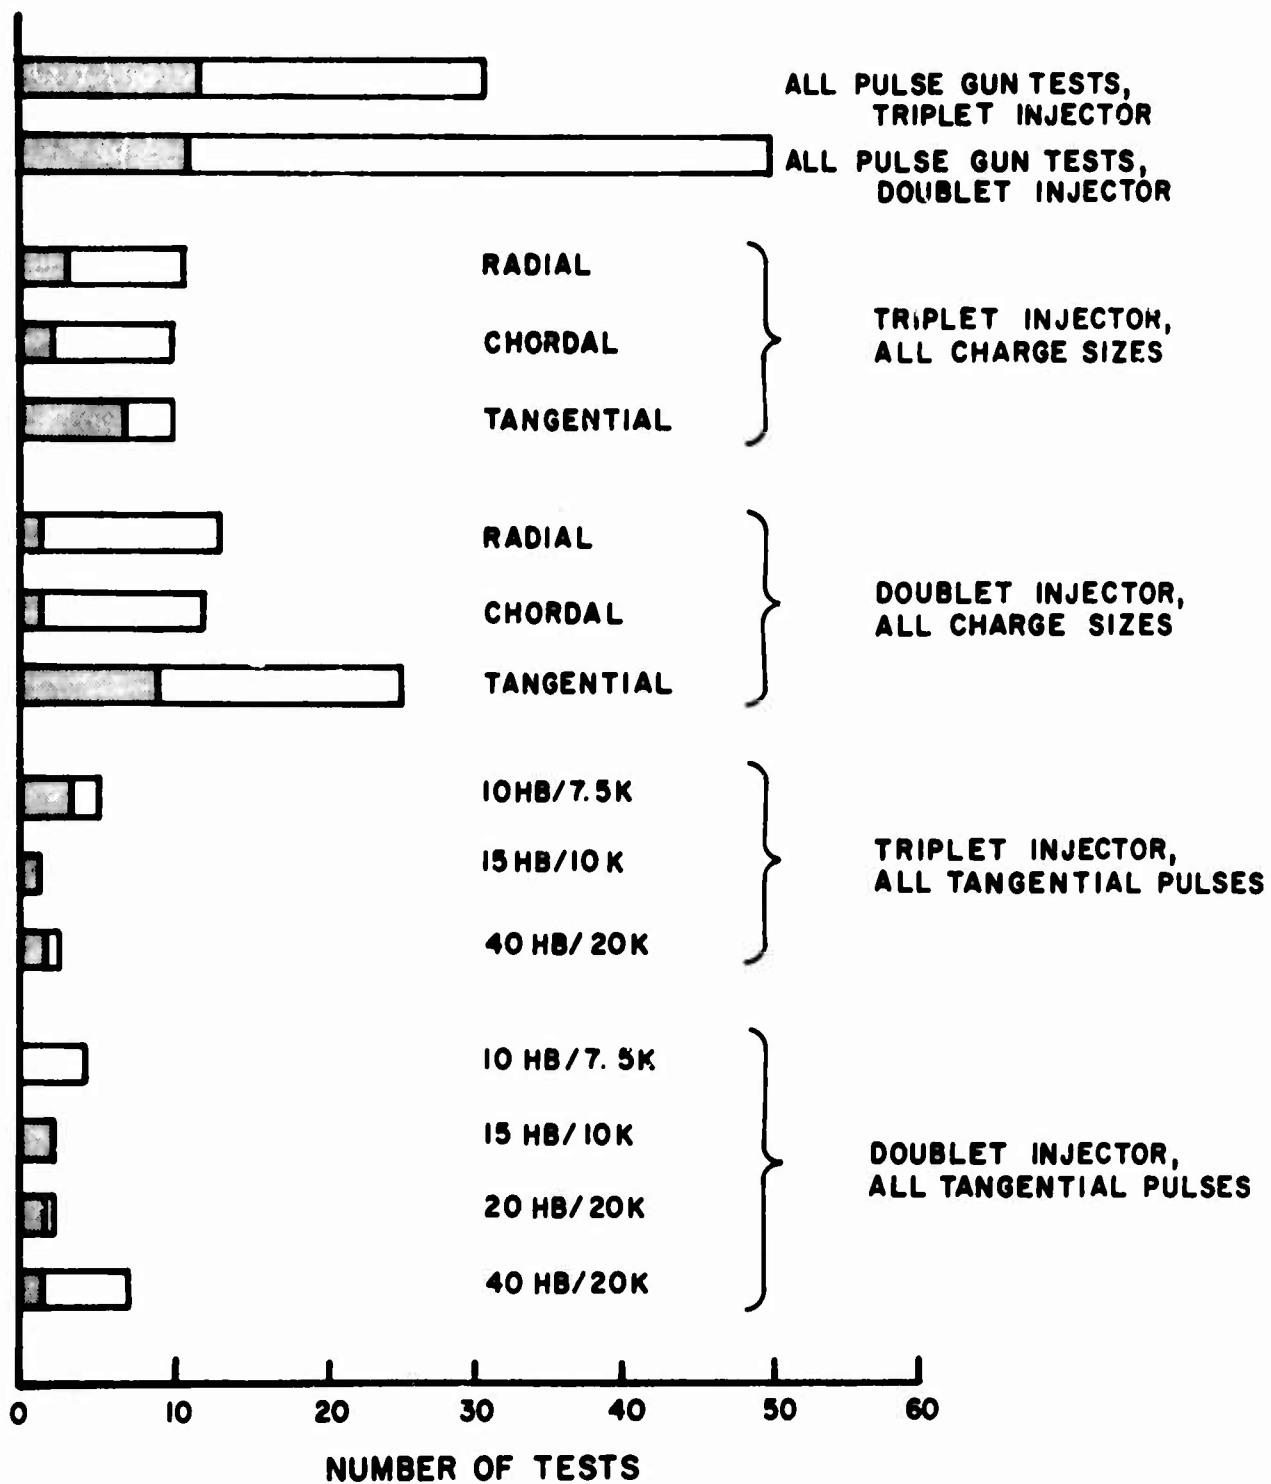 ALL PULSE GUN TESTS,
TRIPLET INJECTOR
ALL PULSE GUN TESTS,
DOUBLET INJECTOR
RADIAL
CHORDAL
TANGENTIAL
TRIPLET INJECTOR,
ALL CHARGE SIZES
RADIAL
CHORDAL
TANGENTIAL
DOUBLET INJECTOR,
ALL CHARGE SIZES
10HB/7.5K
15HB/10K
40HB/20K
TRIPLET INJECTOR,
ALL TANGENTIAL PULSES
10 HB/7.5K
15 HB/10K
20 HB/20K
40 HB/20K
DOUBLET INJECTOR,
ALL TANGENTIAL PULSES
0 10 20 30 40 50 60
NUMBER OF TESTS